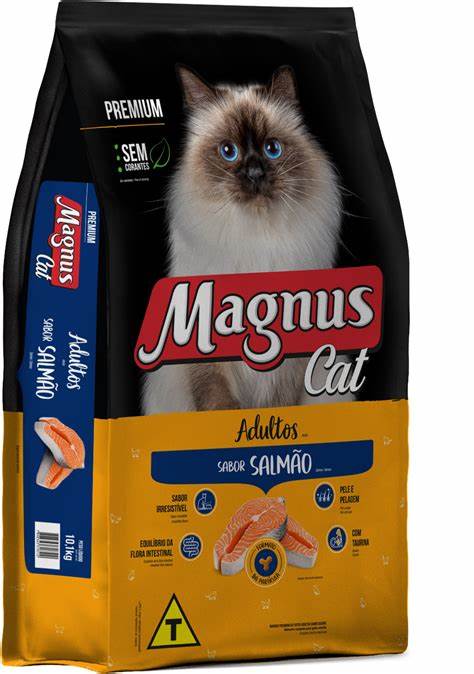 PREMIUM
SEM
CORANTES
Magnus
Cat
Adultos
SABOR SALMÃO
SABOR
IRRESISTÍVEL
PELE E
PELAGEM
EQUILÍBRIO DA
FLORA INTESTINAL
COM
TAURINA
FORMATO
T
PREMIUM
Magnus
Cat
Adultos
SABOR SALMÃO
10,1kg